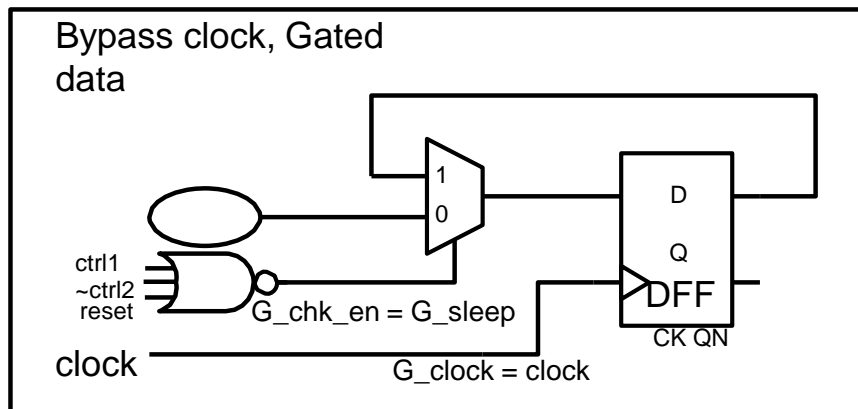 Bypass clock, Gated
data
1
D
0
Q
ctrl1
~ctrl2
reset
G_chk_en = G_sleep
DFF
CK QN
clock
G_clock = clock